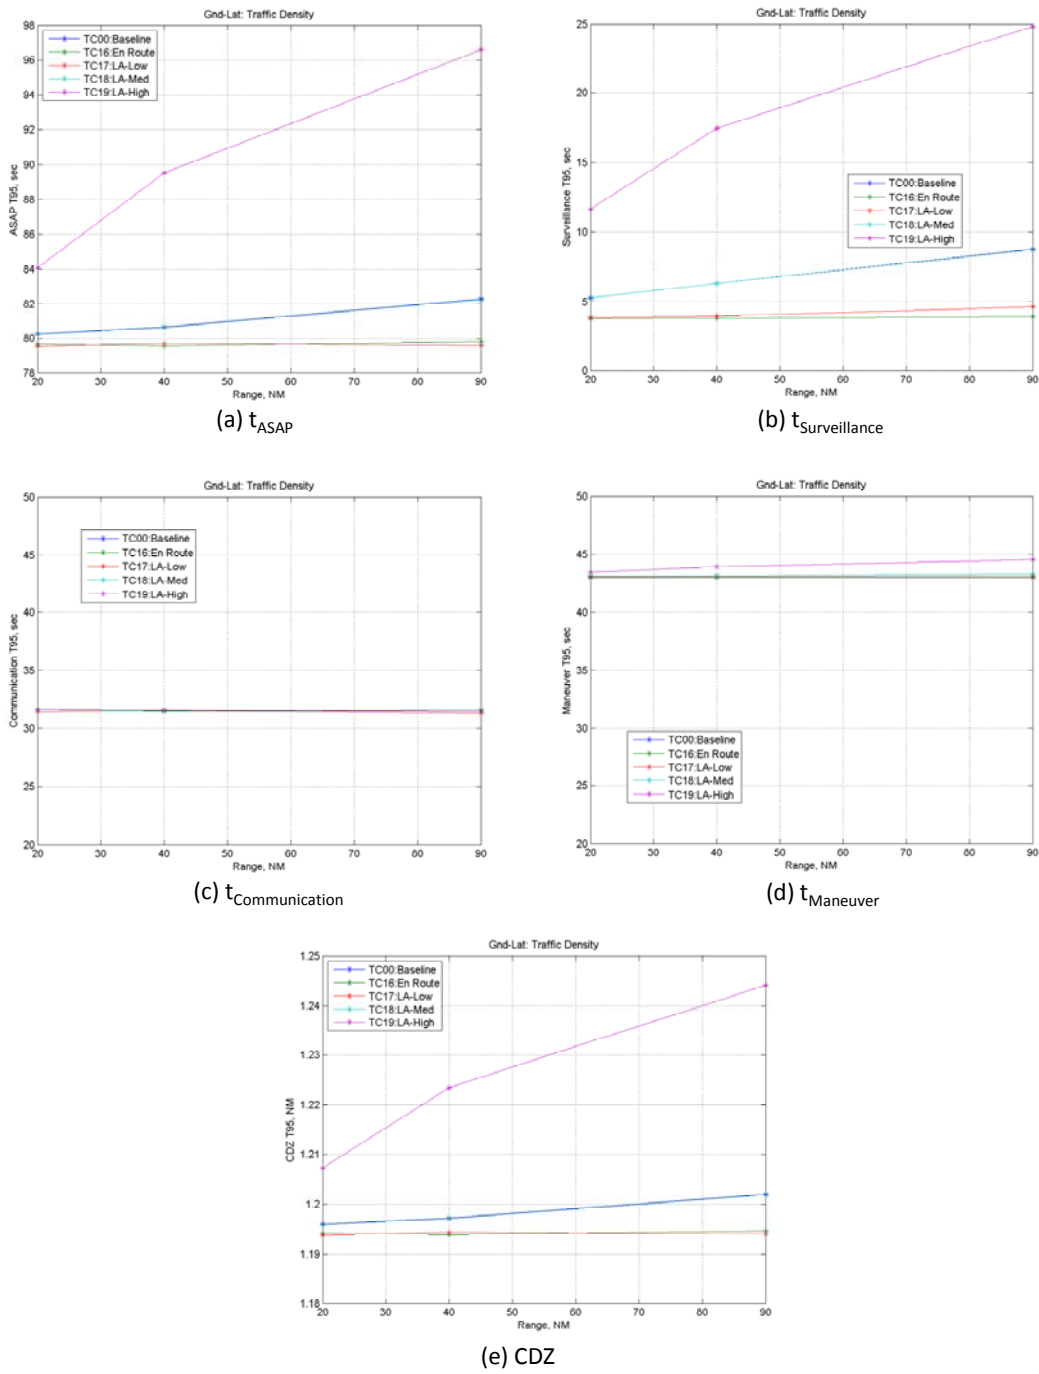 Gnd-Lat: Traffic Density
98
96
94
92
90
88
86
84
82
80
78
ASAP T95, sec
TC00:Baseline
TC16:En Route
TC17:LA-Low
TC18:LA-Med
TC19:LA-High
20 30 40 50 60 70 80 90
Range, NM
(a) tASAP
Gnd-Lat: Traffic Density
25
20
15
10
5
0
Surveillance T95, sec
TC00:Baseline
TC16:En Route
TC17:LA-Low
TC18:LA-Med
TC19:LA-High
20 30 40 50 60 70 80 90
Range, NM
(b) tSurveillance
Gnd-Lat: Traffic Density
50
45
40
35
30
25
20
Communication T95, sec
TC00:Baseline
TC16:En Route
TC17:LA-Low
TC18:LA-Med
TC19:LA-High
20 30 40 50 60 70 80 90
Range, NM
(c) tCommunication
Gnd-Lat: Traffic Density
50
45
40
35
30
25
20
Maneuver T95, sec
TC00:Baseline
TC16:En Route
TC17:LA-Low
TC18:LA-Med
TC19:LA-High
20 30 40 50 60 70 80 90
Range, NM
(d) tManeuver
Gnd-Lat: Traffic Density
1.25
1.24
1.23
1.22
1.21
1.2
1.19
1.18
CDZ T95, NM
TC00:Baseline
TC16:En Route
TC17:LA-Low
TC18:LA-Med
TC19:LA-High
20 30 40 50 60 70 80 90
Range, NM
(e) CDZ